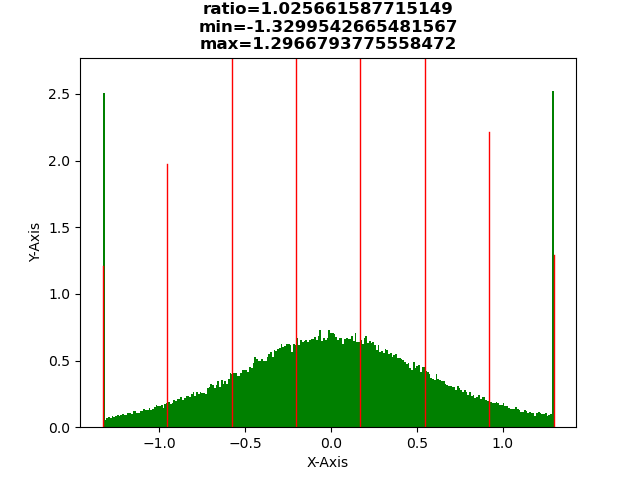 ratio=1.025661587715149
min=-1.3299542665481567
max=1.2966793775558472
2.5
2.0
1.5
1.0
0.5
0.0
Y-Axis
−1.0 −0.5 0.0 0.5 1.0
X-Axis